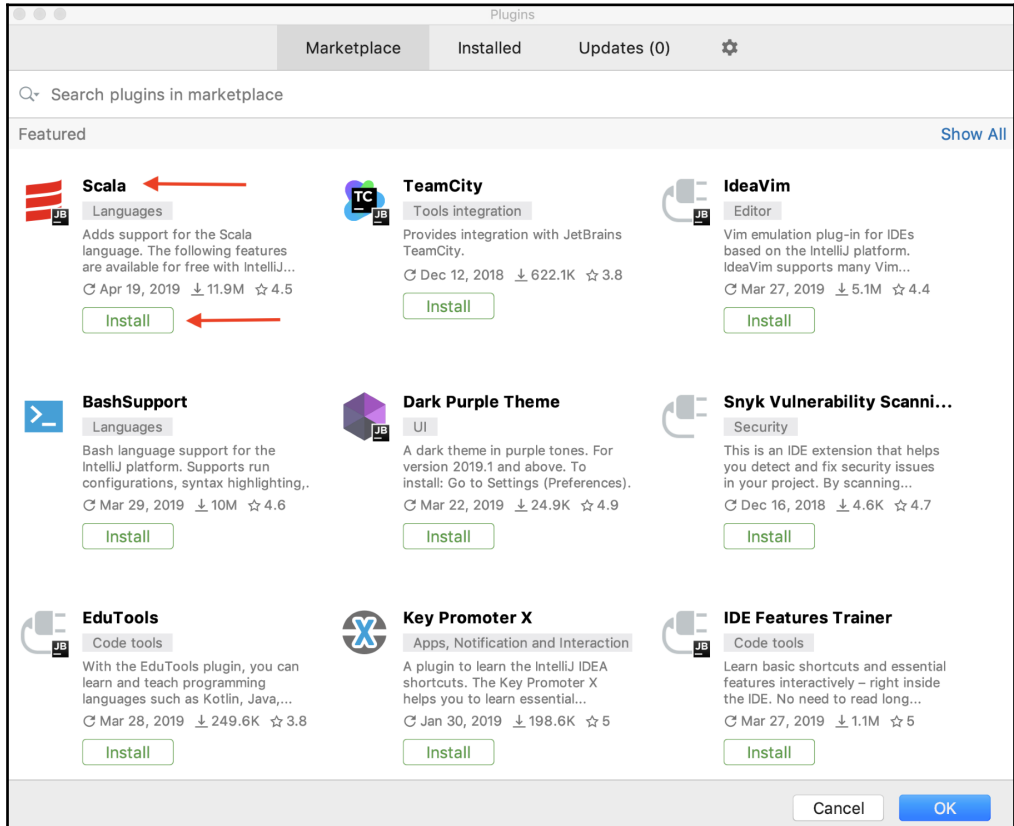 Plugins
Marketplace
Installed
Updates (0)
Search plugins in marketplace
Featured
Show All
Scala
Languages
Adds support for the Scala
language. The following features
are available for free with IntelliJ...
Apr 19, 2019 11.9M 4.5
Install
TC
JB
TeamCity
Tools integration
Provides integration with JetBrains
TeamCity.
Dec 12, 2018 622.1K 3.8
Install
JB
IdeaVim
Editor
Vim emulation plug-in for IDEs
based on the IntelliJ platform.
IdeaVim supports many Vim...
Mar 27, 2019 5.1M 4.4
Install
JB
BashSupport
Languages
Bash language support for the
IntelliJ platform. Supports run
configurations, syntax highlighting,.
Mar 29, 2019 10M 4.6
Install
Dark Purple Theme
UI
A dark theme in purple tones. For
version 2019.1 and above. To
install: Go to Settings (Preferences).
Mar 22, 2019 24.9K 4.9
Install
JB
Snyk Vulnerability Scanni...
Security
This is an IDE extension that helps
you detect and fix security issues
in your project. By scanning...
Dec 16, 2018 4.6K 4.7
Install
EduTools
Code tools
With the EduTools plugin, you can
learn and teach programming
languages such as Kotlin, Java,...
Mar 28, 2019 249.6K 3.8
Install
JB
Key Promoter X
Apps, Notification and Interaction
A plugin to learn the IntelliJ IDEA
shortcuts. The Key Promoter X
helps you to learn essential...
Jan 30, 2019 198.6K 5
Install
X
IDE Features Trainer
Code tools
Learn basic shortcuts and essential
features interactively – right inside
the IDE. No need to read long...
Mar 27, 2019 1.1M 5
Install
JB
Cancel
OK